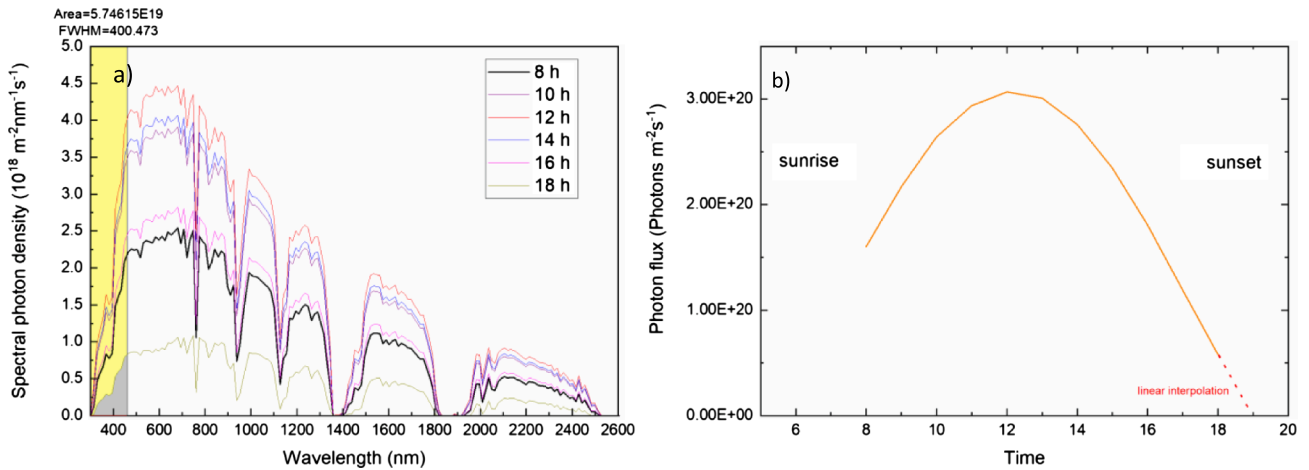 Area=5.74615E19
FWHM=400.473
a)
5.0
4.5
4.0
3.5
3.0
2.5
2.0
1.5
1.0
0.5
0.0
Spectral photon density (10¹⁸ m⁻²nm⁻¹s⁻¹)
8 h
10 h
12 h
14 h
16 h
18 h
400 600 800 1000 1200 1400 1600 1800 2000 2200 2400 2600
Wavelength (nm)
b)
3.00E+20
2.00E+20
1.00E+20
0.00E+00
Photon flux (Photons m⁻²s⁻¹)
sunrise
sunset
linear interpolation
6 8 10 12 14 16 18 20
Time